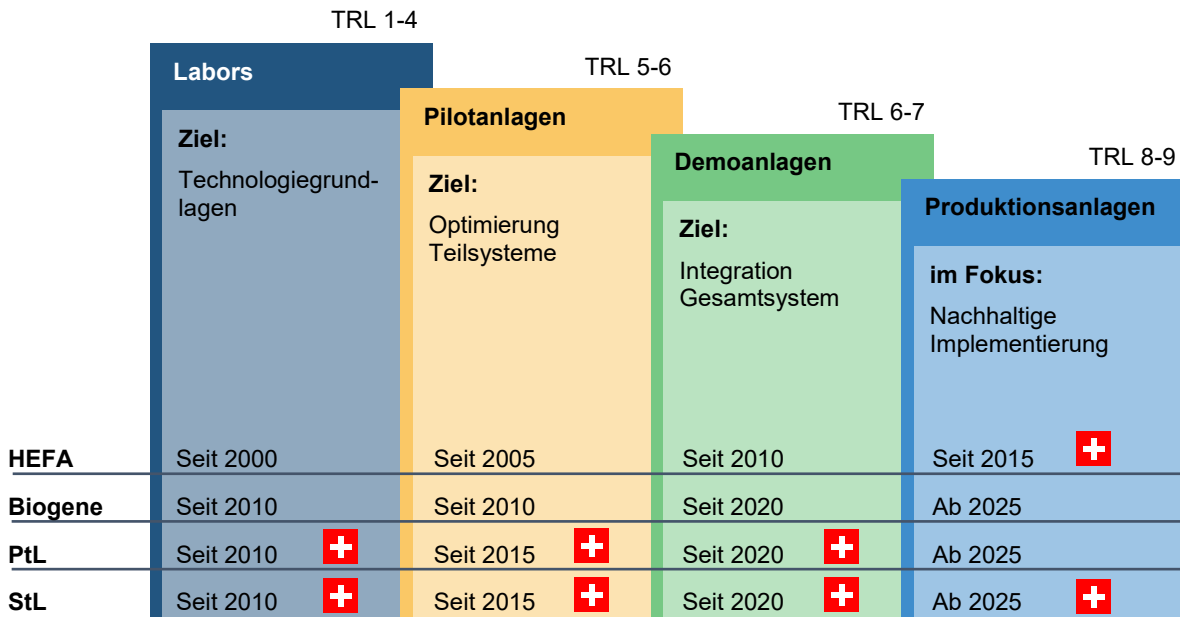 TRL 1-4
Labors
Ziel:
Technologiegrund-
lagen
TRL 5-6
Pilotanlagen
Ziel:
Optimierung
Teilsysteme
TRL 6-7
Demoanlagen
Ziel:
Integration
Gesamtsystem
TRL 8-9
Produktionsanlagen
im Fokus:
Nachhaltige
Implementierung
HEFA Seit 2000 Seit 2005 Seit 2010 Seit 2015
Biogene Seit 2010 Seit 2010 Seit 2020 Ab 2025
PtL Seit 2010 Seit 2015 Seit 2020 Ab 2025
StL Seit 2010 Seit 2015 Seit 2020 Ab 2025